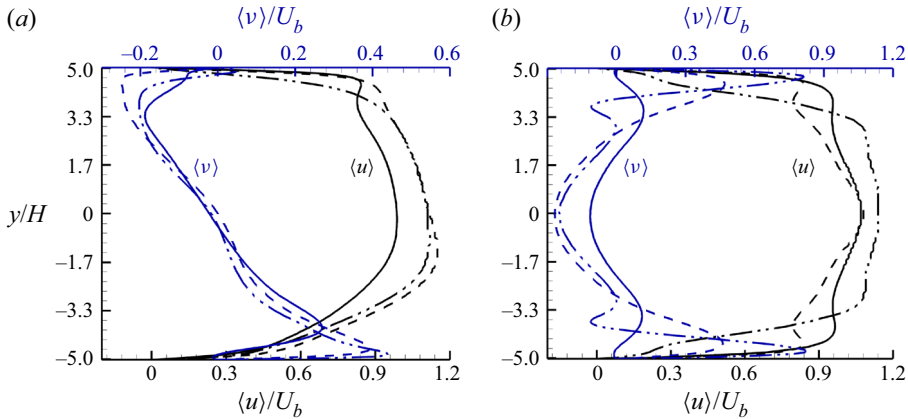 (a) ⟨v⟩/U_b (b) ⟨v⟩/U_b
−0.2 0 0.2 0.4 0.6 0 0.3 0.6 0.9 1.2
5.0 5.0
3.3 3.3
1.7 ⟨v⟩ ⟨u⟩ 1.7 ⟨v⟩ ⟨u⟩
y/H 0 0
−1.7 −1.7
−3.3 −3.3
−5.0 −5.0
0 0.3 0.6 0.9 1.2 0 0.3 0.6 0.9 1.2
⟨u⟩/U_b ⟨u⟩/U_b